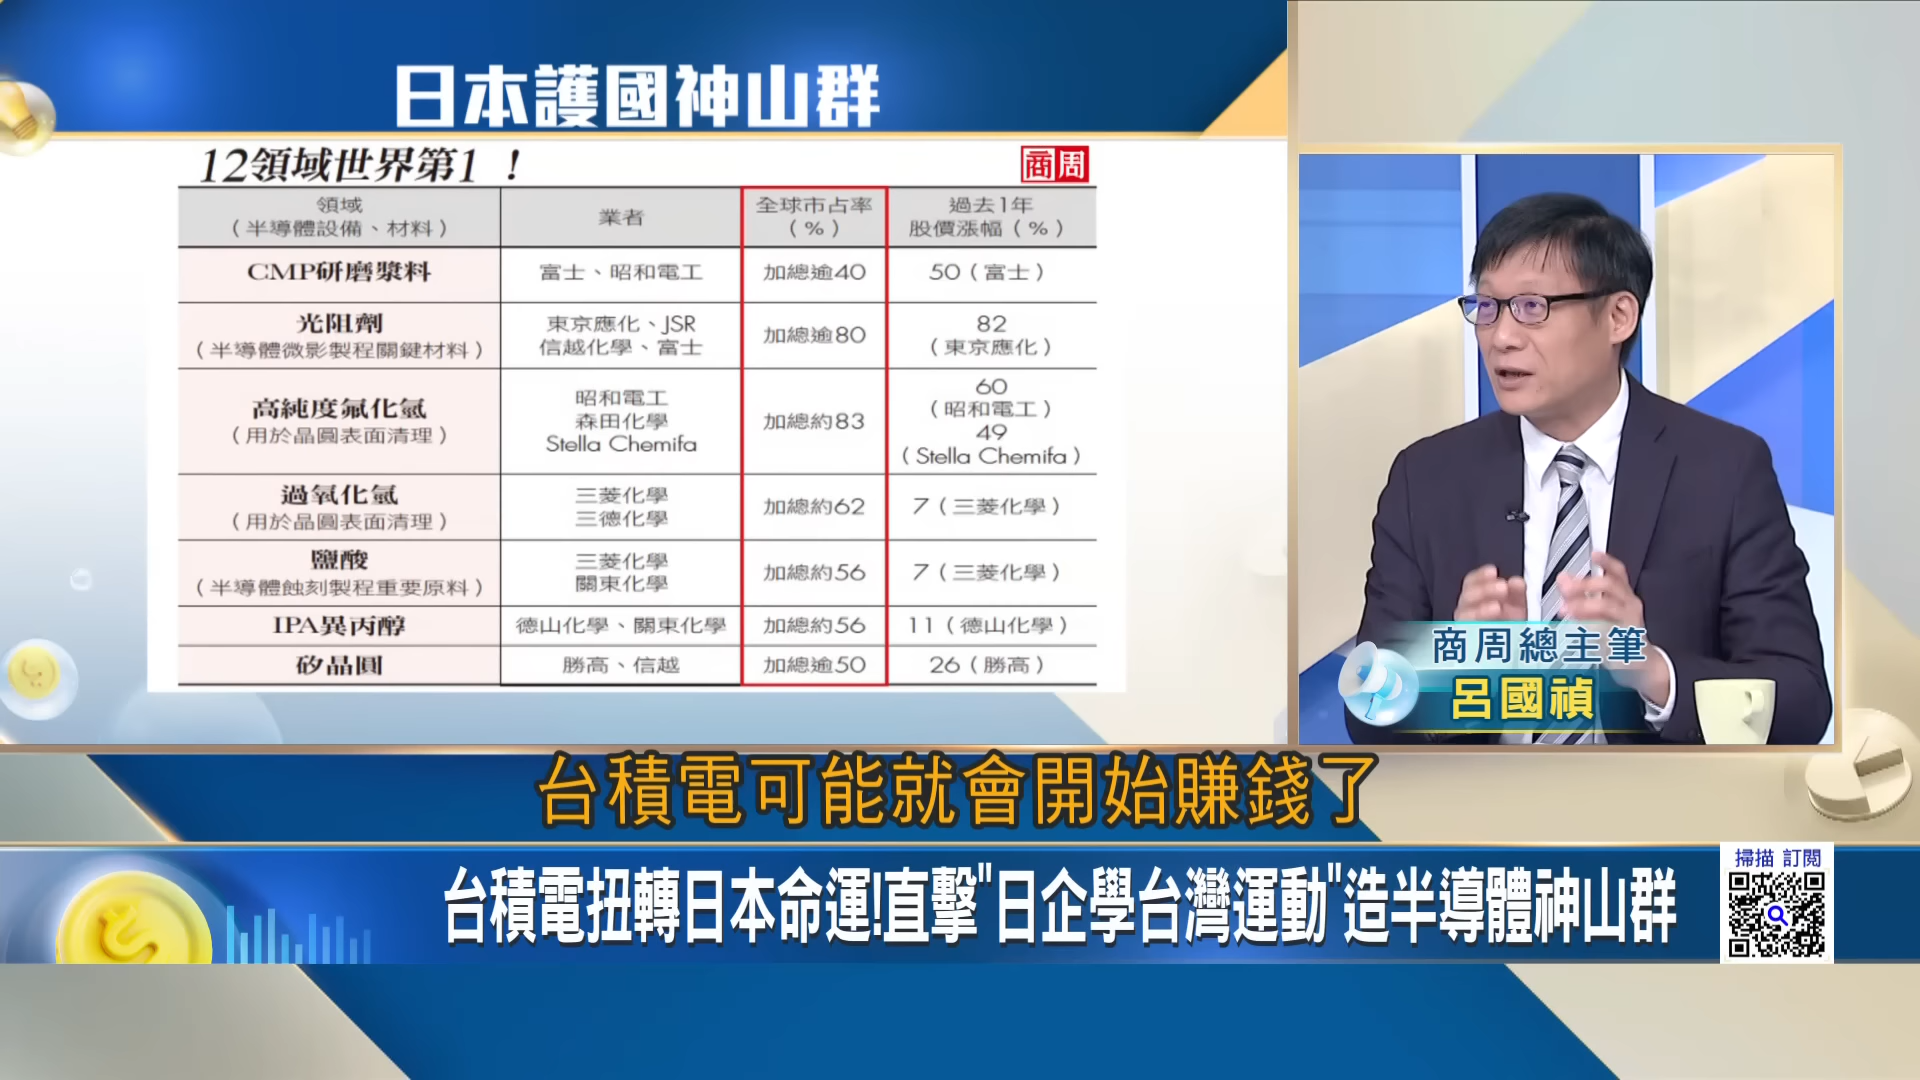 日本護國神山群
12領域世界第1！
商周
領域
（半導體設備、材料）
業者
全球市占率
（%）
過去1年
股價漲幅（%）
CMP研磨漿料
富士、昭和電工
加總逾40
50（富士）
光阻劑
（半導體微影製程關鍵材料）
東京應化、JSR
信越化學、富士
加總逾80
82
（東京應化）
高純度氟化氫
（用於晶圓表面清理）
昭和電工
森田化學
Stella Chemifa
加總約83
60
（昭和電工）
49
（Stella Chemifa）
過氧化氫
（用於晶圓表面清理）
三菱化學
三德化學
加總約62
7（三菱化學）
鹽酸
（半導體蝕刻製程重要原料）
三菱化學
關東化學
加總約56
7（三菱化學）
IPA異丙醇
德山化學、關東化學
加總約56
11（德山化學）
矽晶圓
勝高、信越
加總逾50
26（勝高）
商周總主筆
呂國禎
台積電可能就會開始賺錢了
台積電扭轉日本命運!直擊"日企學台灣運動"造半導體神山群
掃描 訂閱